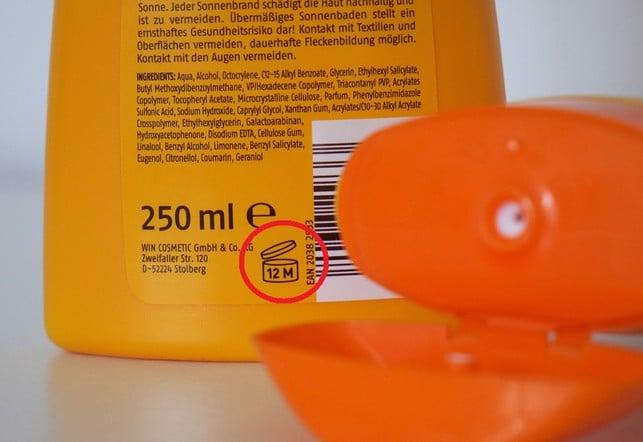 Sonne. Jeder Sonnenbrand schädigt die Haut nachhaltig und
ist zu vermeiden. Übermäßiges Sonnenbaden stellt ein
ernsthaftes Gesundheitsrisiko dar! Kontakt mit Textilien und
Oberflächen vermeiden, dauerhafte Fleckenbildung möglich.
Kontakt mit den Augen vermeiden.
INGREDIENTS: Aqua, Alcohol, Octocrylene, C12-15 Alkyl Benzoate, Glycerin, Ethylhexyl Salicylate,
Butyl Methoxydibenzoylmethane, VP/Hexadecene Copolymer, Triacontanyl PVP, Acrylates
Copolymer, Tocopheryl Acetate, Microcrystalline Cellulose, Parfum, Phenylbenzimidazole
Sulfonic Acid, Sodium Hydroxide, Caprylyl Glycol, Xanthan Gum, Acrylates/C10-30 Alkyl Acrylate
Crosspolymer, Ethylhexylglycerin, Galactoarabinan,
Hydroxyacetophenone, Disodium EDTA, Cellulose Gum,
Linalool, Benzyl Alcohol, Limonene, Benzyl Salicylate,
Eugenol, Citronellol, Coumarin, Geraniol
250 ml ℮
WIN COSMETIC GmbH & Co. KG
Zweifaller Str. 120
D-52224 Stolberg
12 M
EAN 2038